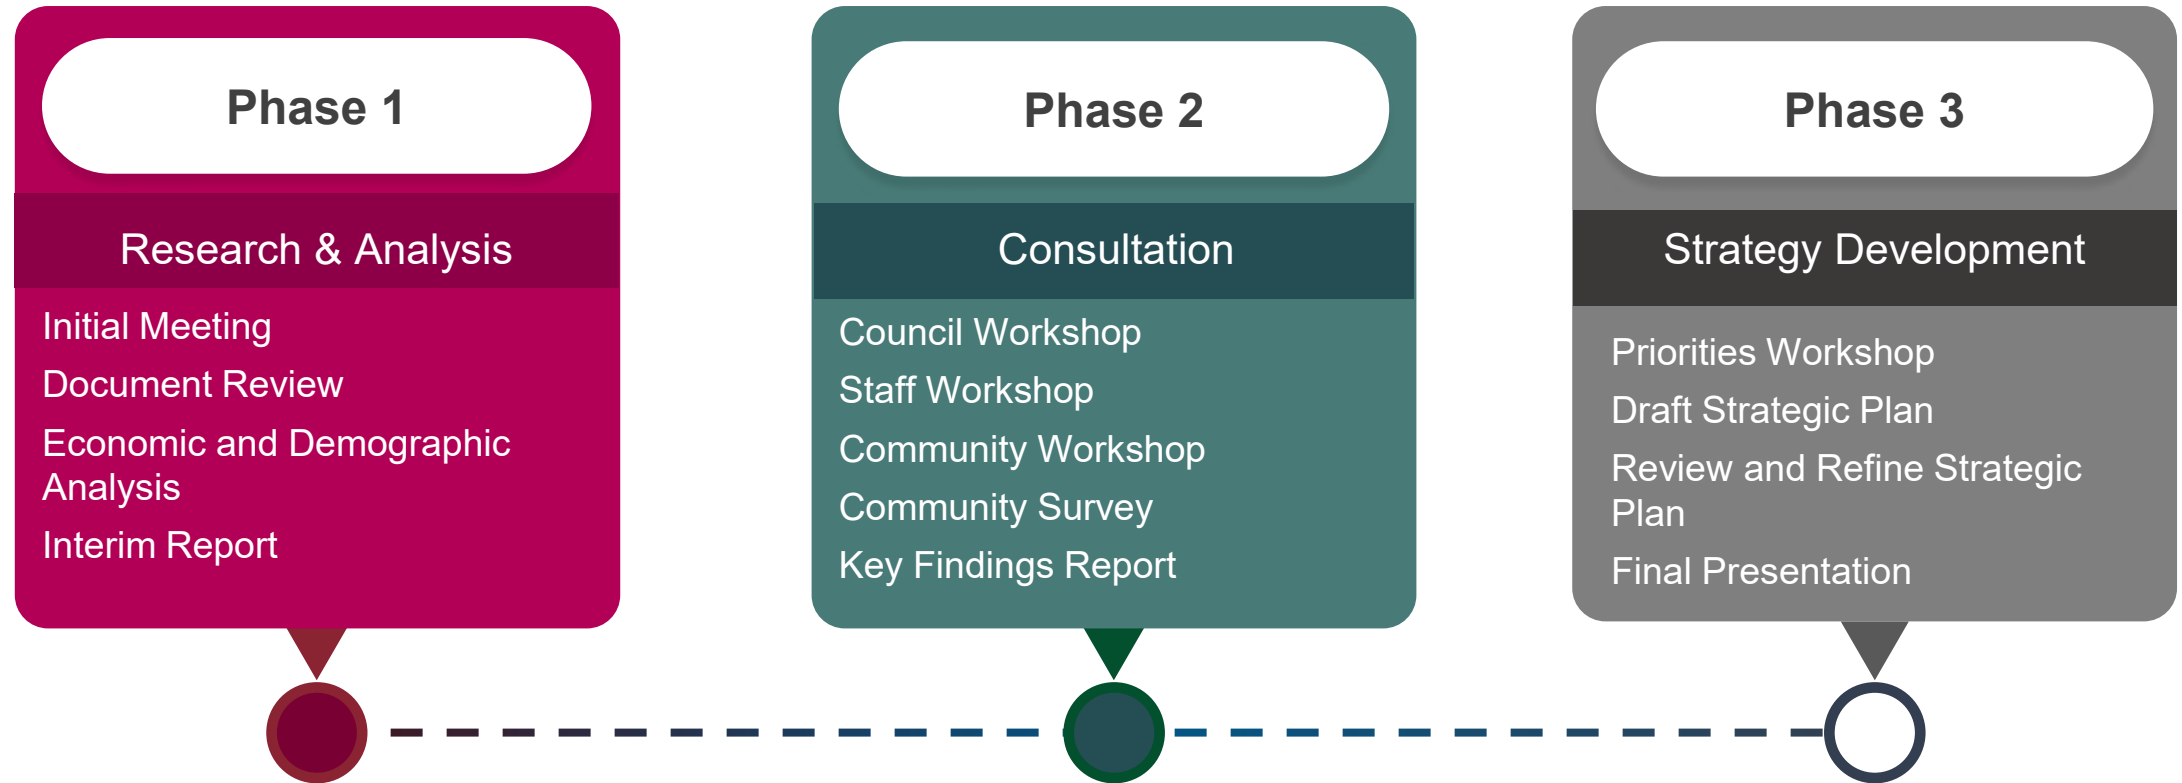 Phase 1
Research & Analysis
Initial Meeting
Document Review
Economic and Demographic
Analysis
Interim Report
Phase 2
Consultation
Council Workshop
Staff Workshop
Community Workshop
Community Survey
Key Findings Report
Phase 3
Strategy Development
Priorities Workshop
Draft Strategic Plan
Review and Refine Strategic
Plan
Final Presentation